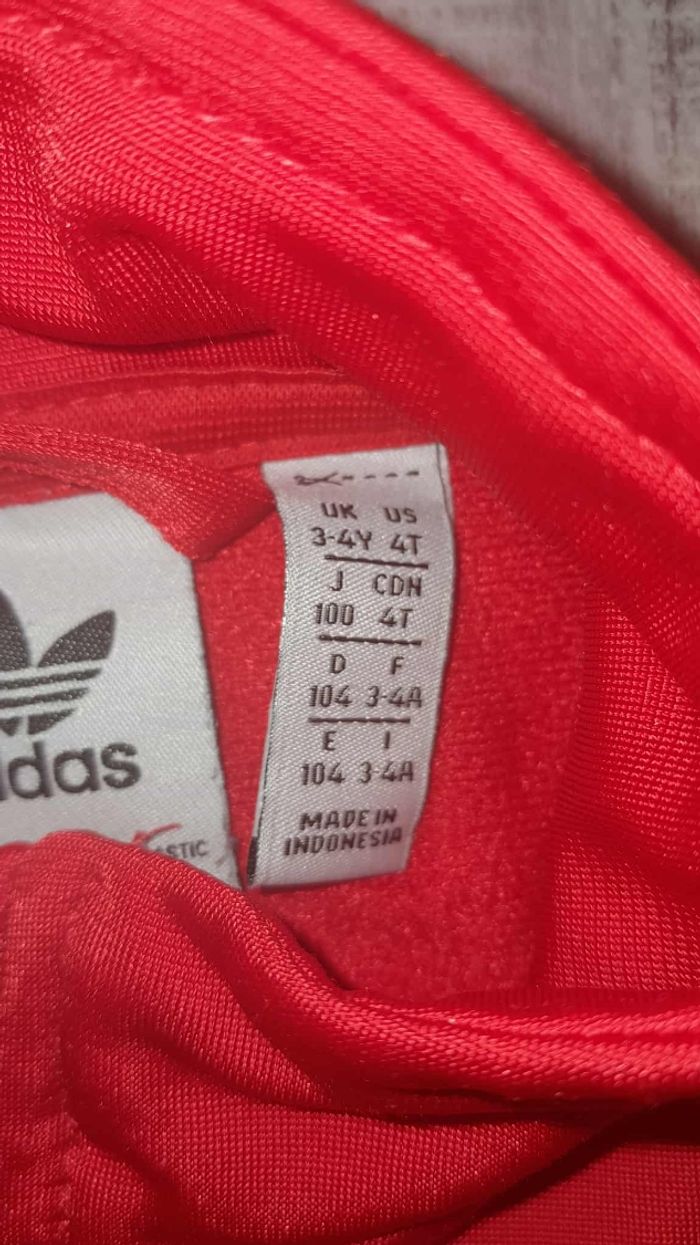 UK US
3-4Y 4T
J CDN
100 4T
D F
104 3-4A
E I
104 3-4A
MADE IN
INDONESIA
adidas